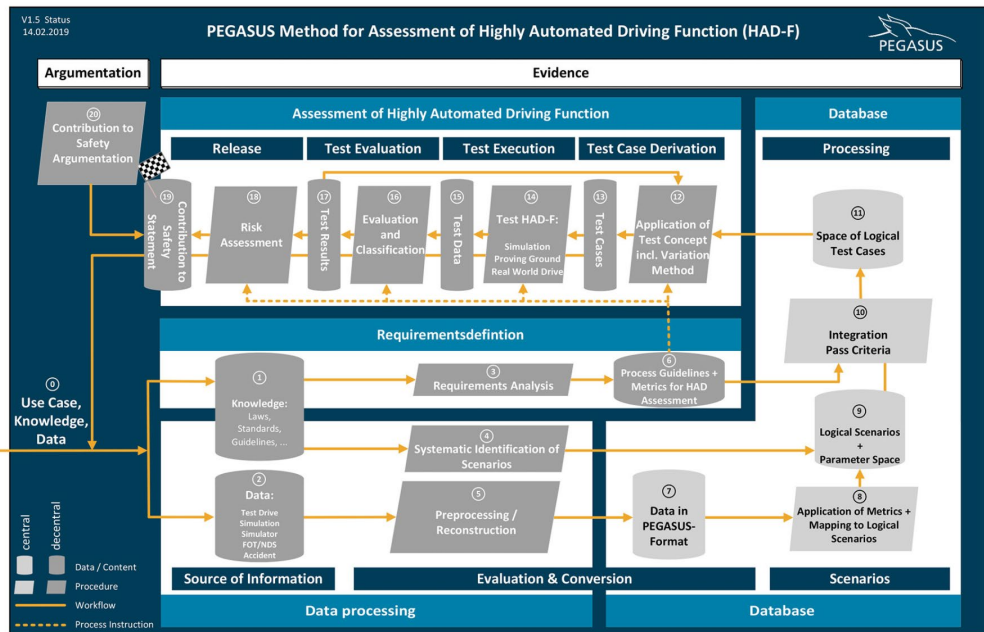 V1.5 Status
14.02.2019
PEGASUS Method for Assessment of Highly Automated Driving Function (HAD-F)
PEGASUS
Argumentation
Evidence
20
Contribution to
Safety
Argumentation
Assessment of Highly Automated Driving Function
Database
Release
Test Evaluation
Test Execution
Test Case Derivation
Processing
19
Contribution to
Safety
Statement
18
Risk
Assessment
17
Test Results
16
Evaluation
and
Classification
15
Test Data
14
Test HAD-F:
Simulation
Proving Ground
Real World Drive
13
Test Cases
12
Application of
Test Concept
incl. Variation
Method
11
Space of Logical
Test Cases
10
Integration
Pass Criteria
Requirementsdefintion
0
Use Case,
Knowledge,
Data
1
Knowledge:
Laws,
Standards,
Guidelines, ...
3
Requirements Analysis
6
Process Guidelines +
Metrics for HAD
Assessment
9
Logical Scenarios
+
Parameter Space
4
Systematic Identification of
Scenarios
2
Data:
Test Drive
Simulation
Simulator
FOT/NDS
Accident
5
Preprocessing /
Reconstruction
7
Data in
PEGASUS-
Format
8
Application of Metrics +
Mapping to Logical
Scenarios
central
decentral
Data / Content
Procedure
Workflow
Process Instruction
Source of Information
Evaluation & Conversion
Scenarios
Data processing
Database